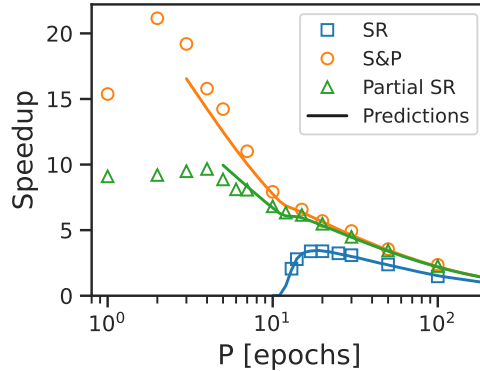 SR
S&P
Partial SR
Predictions
Speedup
20
15
10
5
0
10^0
10^1
10^2
P [epochs]